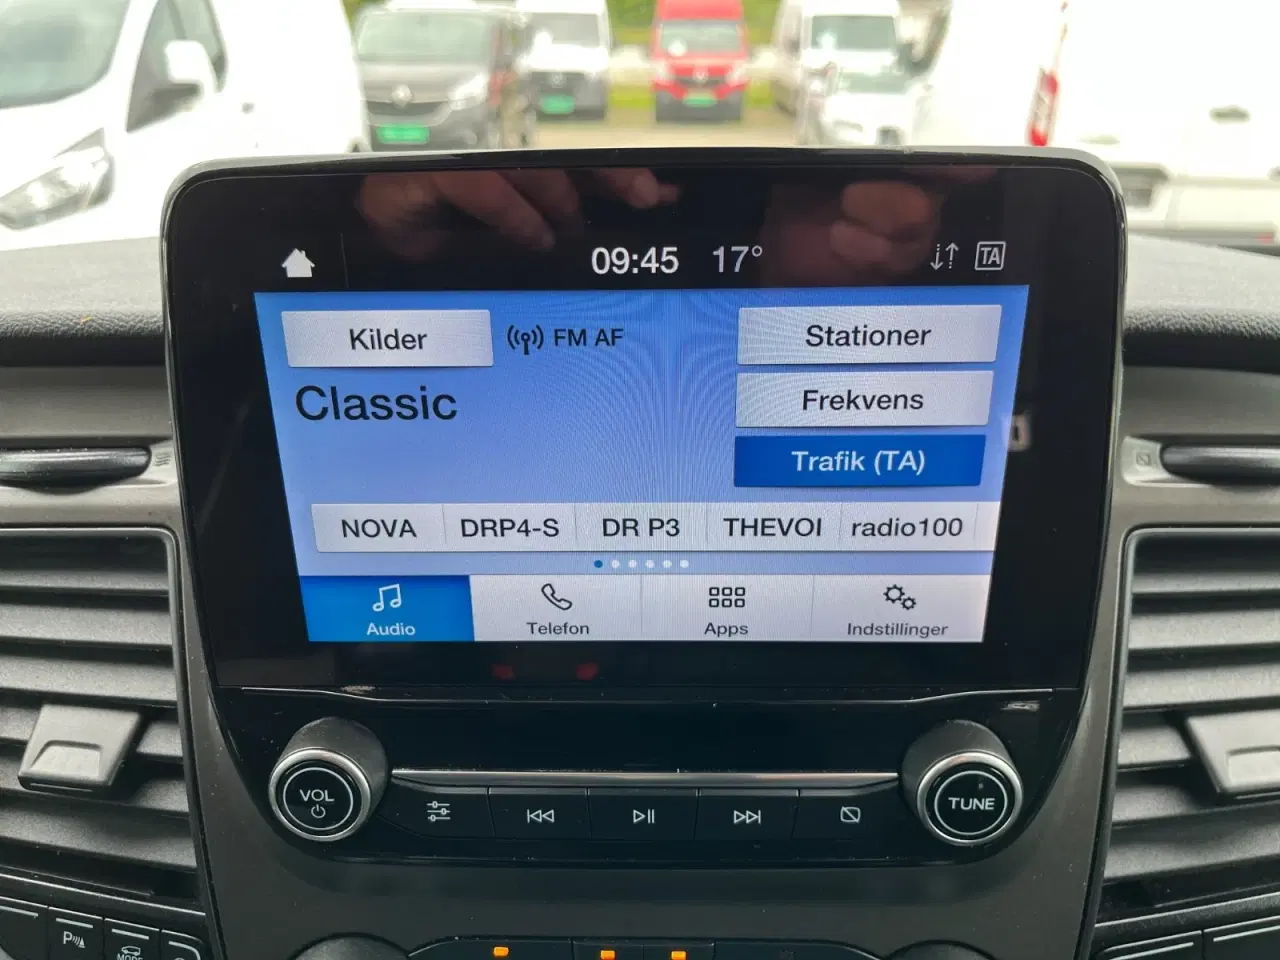 09:45 17° TA
Kilder FM AF Stationer
Classic Frekvens
Trafik (TA)
NOVA DRP4-S DR P3 THEVOI radio100
Audio Telefon Apps Indstillinger
VOL TUNE
P
MODE